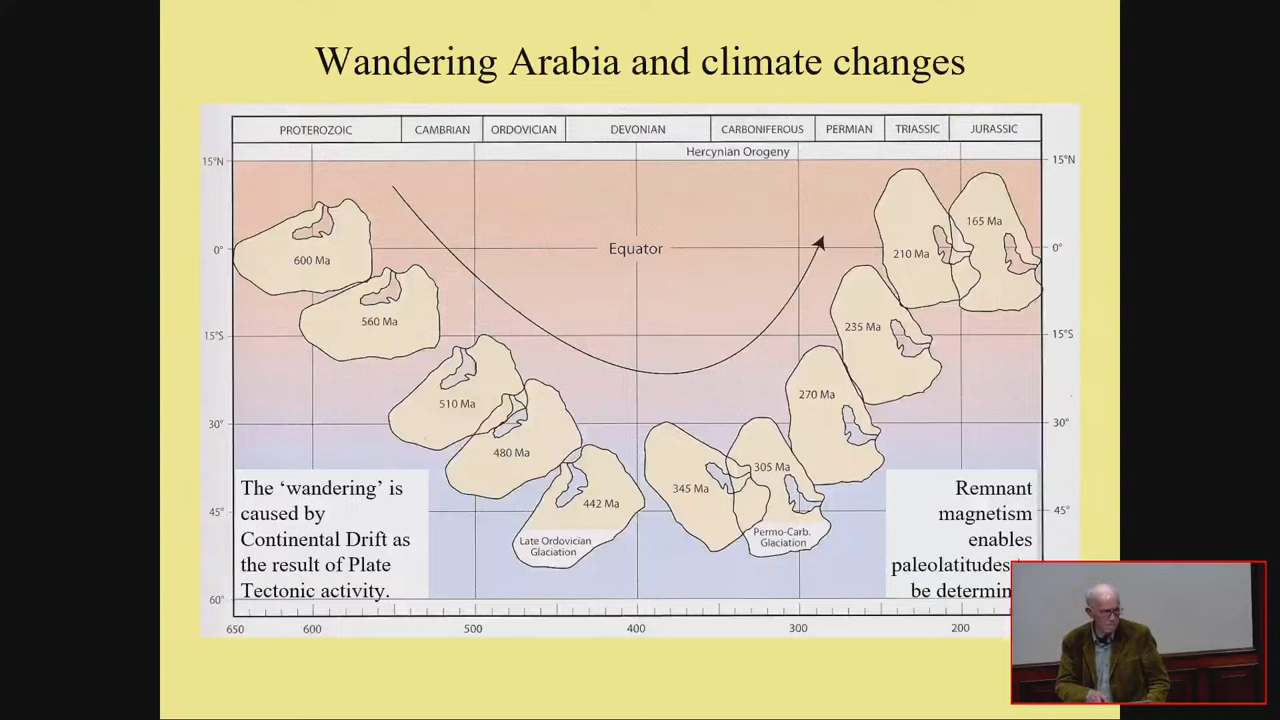 Wandering Arabia and climate changes
PROTEROZOIC CAMBRIAN ORDOVICIAN DEVONIAN CARBONIFEROUS PERMIAN TRIASSIC JURASSIC
Hercynian Orogeny
15°N 15°N
165 Ma
0° Equator 0°
210 Ma
600 Ma
560 Ma
235 Ma
15°S 15°S
270 Ma
510 Ma
30° 30°
480 Ma
305 Ma
345 Ma
442 Ma
45° 45°
Late Ordovician
Glaciation
Permo-Carb.
Glaciation
The ‘wandering’ is
caused by
Continental Drift as
the result of Plate
Tectonic activity.
Remnant
magnetism
enables
paleolatitudes
be
60°
650 600 500 400 300 200